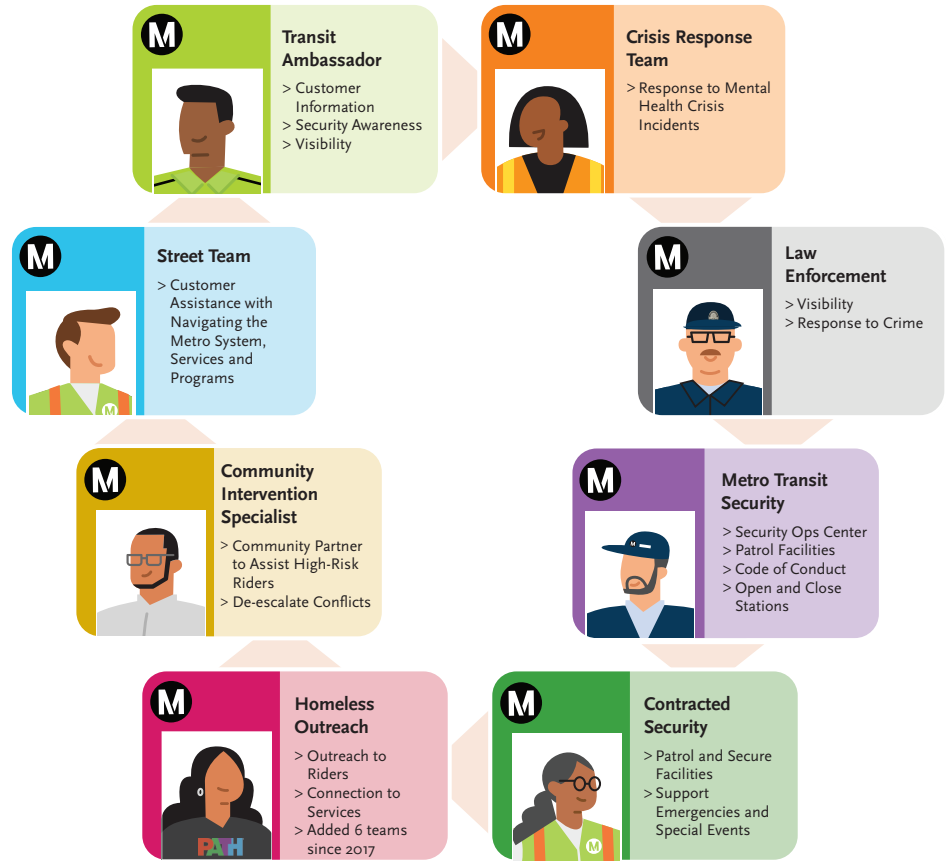 M
Transit
Ambassador
> Customer
Information
> Security Awareness
> Visibility
M
Crisis Response
Team
> Response to Mental
Health Crisis
Incidents
M
Street Team
> Customer
Assistance with
Navigating the
Metro System,
Services and
Programs
M
M
Law
Enforcement
> Visibility
> Response to Crime
M
Community
Intervention
Specialist
> Community Partner
to Assist High-Risk
Riders
> De-escalate Conflicts
M
Metro Transit
Security
> Security Ops Center
> Patrol Facilities
> Code of Conduct
> Open and Close
Stations
M
M
Homeless
Outreach
> Outreach to
Riders
> Connection to
Services
> Added 6 teams
since 2017
PATH
M
Contracted
Security
> Patrol and Secure
Facilities
> Support
Emergencies and
Special Events
M